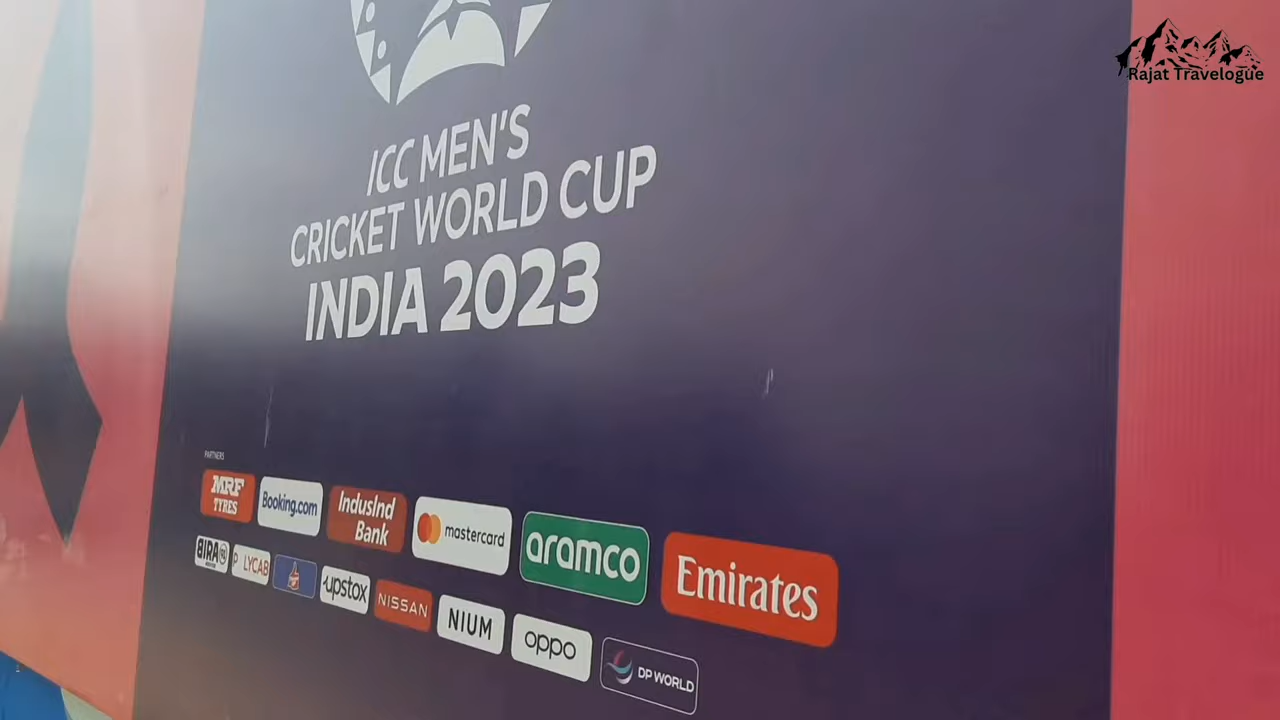 Rajat Travelogue
ICC MEN'S
CRICKET WORLD CUP
INDIA 2023
PARTNERS
MRF
TYRES
Booking.com
IndusInd
Bank
mastercard
aramco
Emirates
BIRA
LYCAB
upstox
NISSAN
NIUM
oppo
DP WORLD